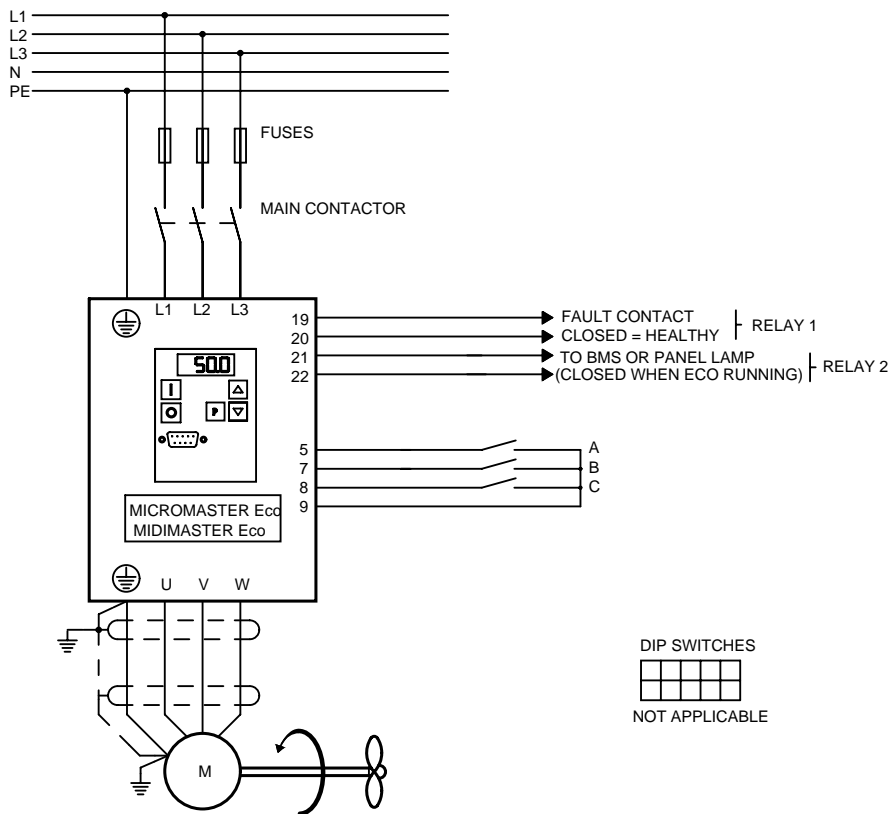 L1
L2
L3
N
PE
FUSES
MAIN CONTACTOR
L1 L2 L3
19 FAULT CONTACT
20 CLOSED = HEALTHY
RELAY 1
21 TO BMS OR PANEL LAMP
22 (CLOSED WHEN ECO RUNNING)
RELAY 2
50.0
I
O P
5 A
7 B
8 C
9
MICROMASTER Eco
MIDIMASTER Eco
U V W
DIP SWITCHES
NOT APPLICABLE
M